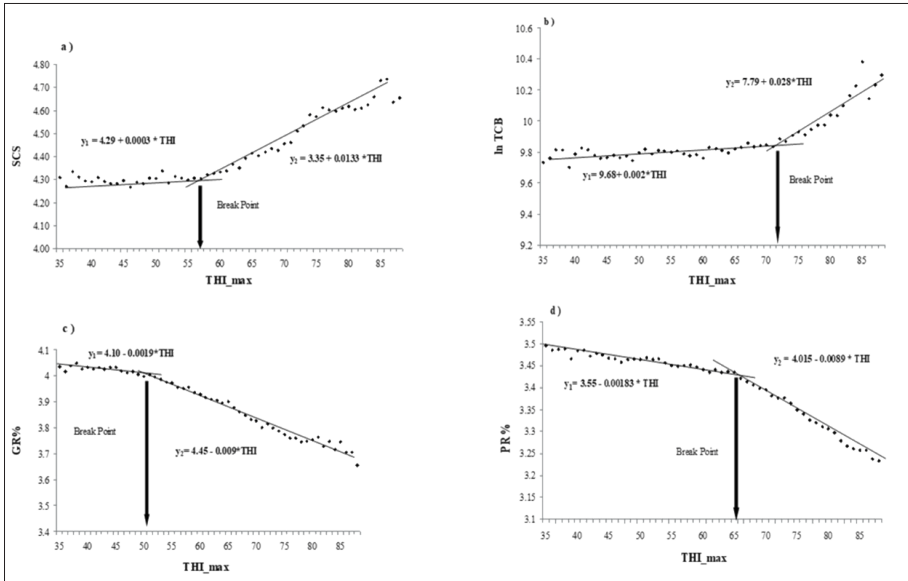 a )
4.80
4.70
4.60
4.50
4.40
4.30
4.20
4.10
4.00
SCS
y₁ = 4.29 + 0.0003 * THI
y₂ = 3.35 + 0.0133 *THI
Break Point
35 40 45 50 55 60 65 70 75 80 85
THI_max
b )
10.6
10.4
10.2
10
9.8
9.6
9.4
9.2
ln TCB
y₂= 7.79 + 0.028*THI
y₁= 9.68+ 0.002*THI
Break Point
35 40 45 50 55 60 65 70 75 80 85
THI_max
c )
4.1
4
3.9
3.8
3.7
3.6
3.5
3.4
GR%
y₁= 4.10 - 0.0019*THI
Break Point
y₂= 4.45 -0.009*THI
35 40 45 50 55 60 65 70 75 80 85
THI_max
d )
3.55
3.5
3.45
3.4
3.35
3.3
3.25
3.2
3.15
3.1
PR %
y₂ = 4.015 -0.0089 * THI
y₁= 3.55 - 0.00183 * THI
Break Point
35 40 45 50 55 60 65 70 75 80 85
THI_max